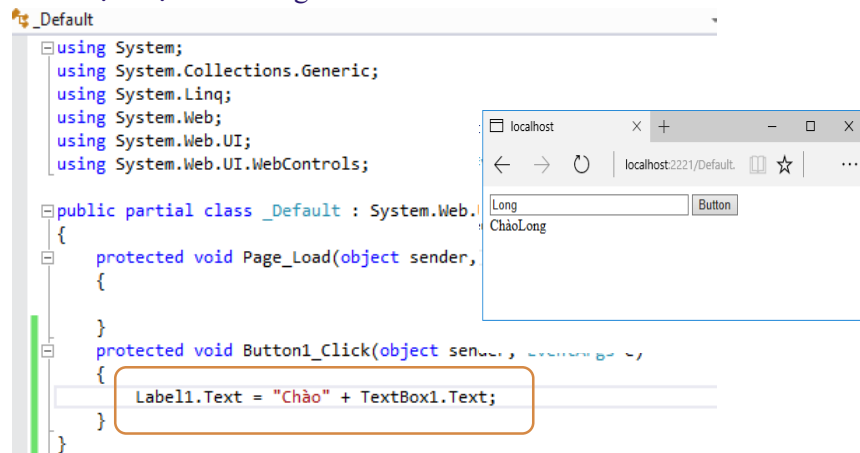 _Default
using System;
using System.Collections.Generic;
using System.Linq;
using System.Web;
using System.Web.UI;
using System.Web.UI.WebControls;
public partial class _Default : System.Web.
{
protected void Page_Load(object sender,
{
}
protected void Button1_Click(object sender, EventArgs e)
{
Label1.Text = "Chào" + TextBox1.Text;
}
}
localhost
localhost:2221/Default.
Long Button
ChàoLong